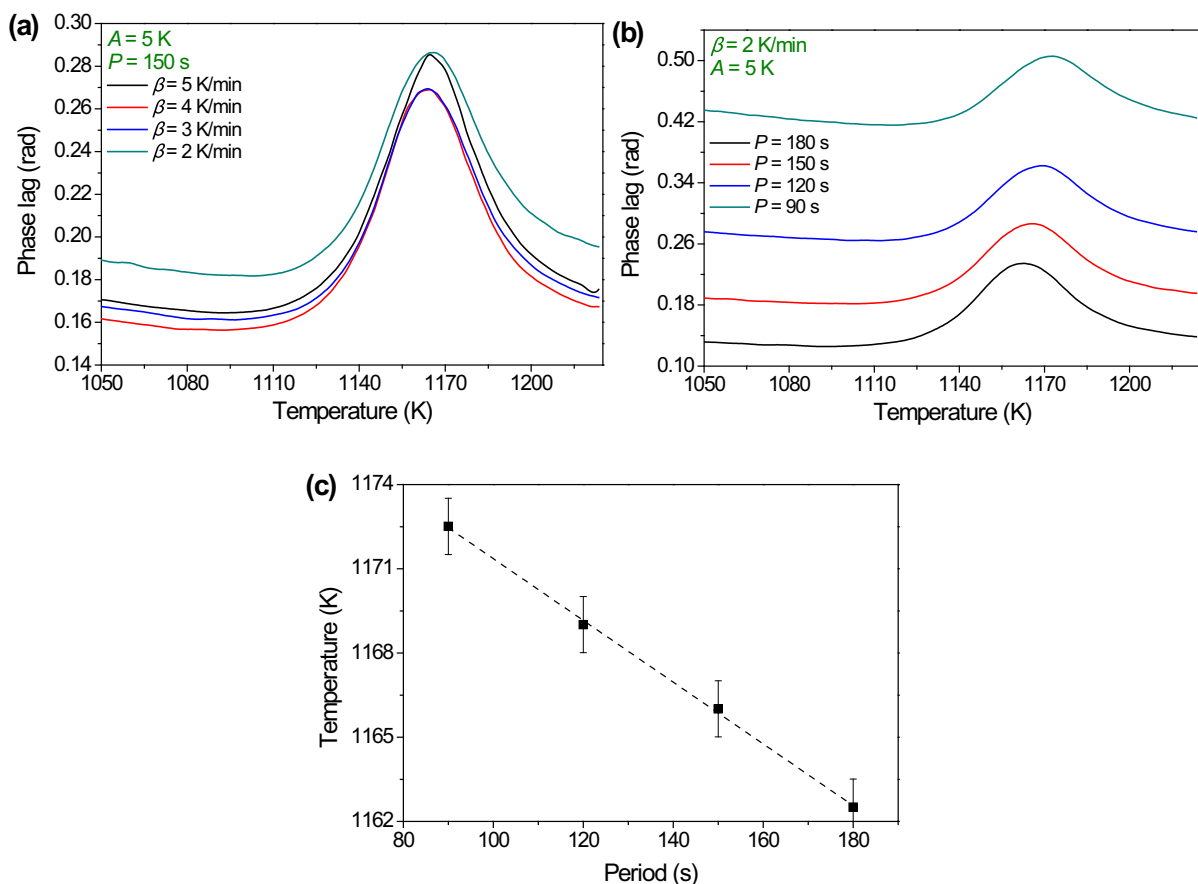 (a)
A = 5 K
P = 150 s
β = 5 K/min
β = 4 K/min
β = 3 K/min
β = 2 K/min
0.30
0.28
0.26
0.24
0.22
0.20
0.18
0.16
0.14
Phase lag (rad)
1050 1080 1110 1140 1170 1200
Temperature (K)
(b)
β = 2 K/min
A = 5 K
P = 180 s
P = 150 s
P = 120 s
P = 90 s
0.50
0.42
0.34
0.26
0.18
0.10
Phase lag (rad)
1050 1080 1110 1140 1170 1200
Temperature (K)
(c)
1174
1171
1168
1165
1162
Temperature (K)
80 100 120 140 160 180
Period (s)